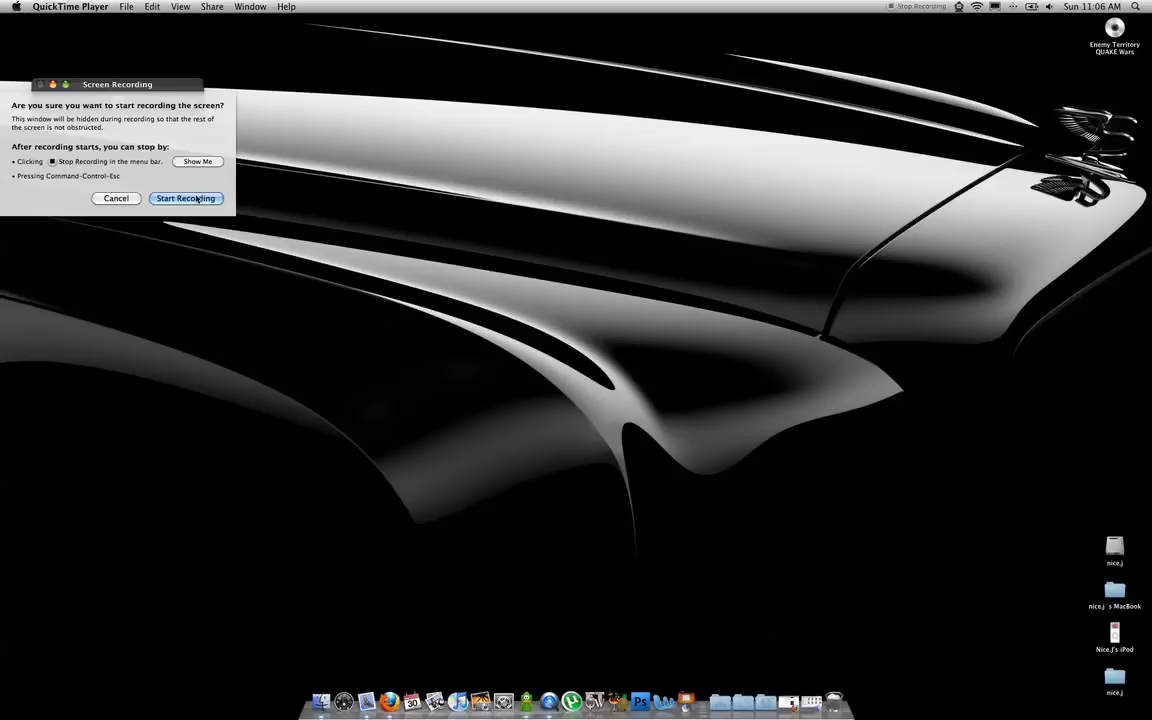 QuickTime Player File Edit View Share Window Help
Stop Recording
Sun 11:06 AM
Enemy Territory
QUAKE Wars
Screen Recording
Are you sure you want to start recording the screen?
This window will be hidden during recording so that the rest of
the screen is not obstructed.
After recording starts, you can stop by:
• Clicking Stop Recording in the menu bar. Show Me
• Pressing Command-Control-Esc
Cancel Start Recording
nice.j
nice.j´s MacBook
Nice.J's iPod
nice.j
30
Ps